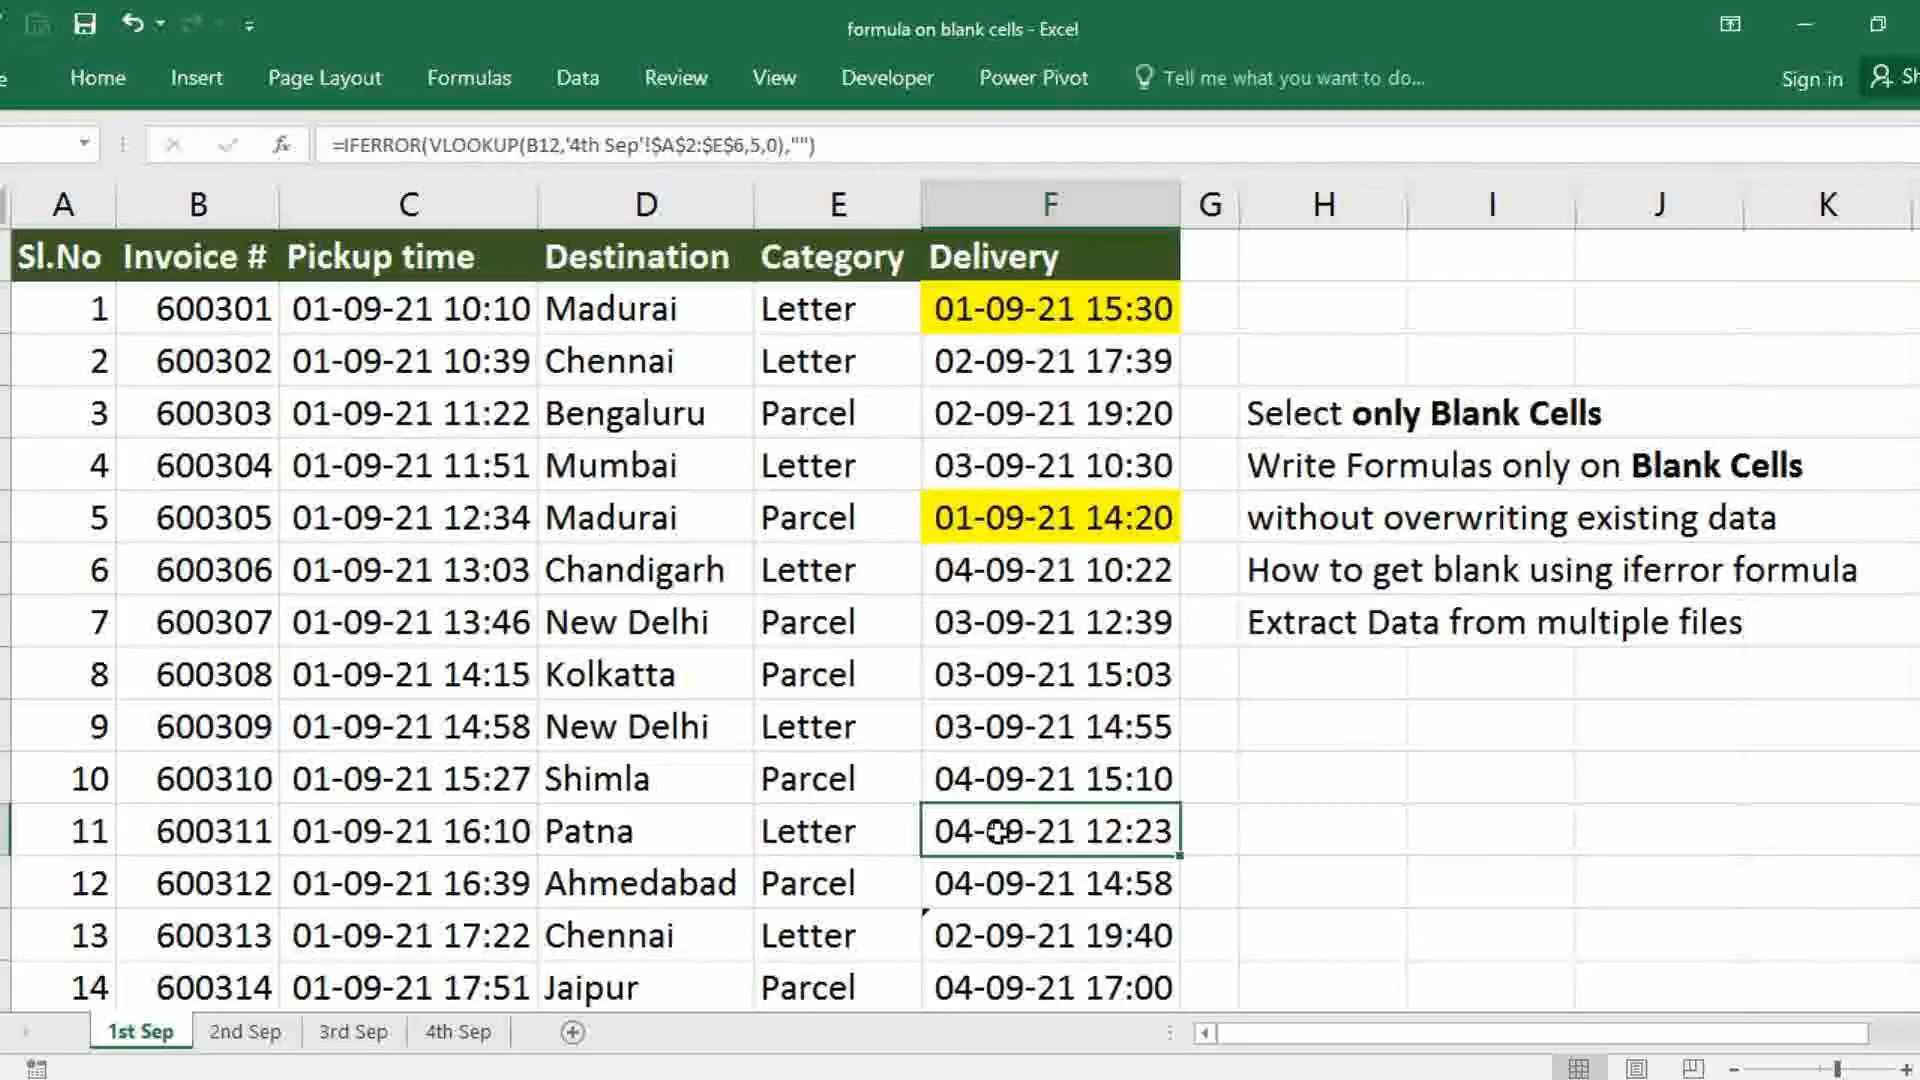 formula on blank cells - Excel
Home Insert Page Layout Formulas Data Review View Developer Power Pivot Tell me what you want to do... Sign in
fx =IFERROR(VLOOKUP(B12,'4th Sep'!$A$2:$E$6,5,0),"")
A B C D E F G H I J K
Sl.No Invoice # Pickup time Destination Category Delivery
1 600301 01-09-21 10:10 Madurai Letter 01-09-21 15:30
2 600302 01-09-21 10:39 Chennai Letter 02-09-21 17:39
3 600303 01-09-21 11:22 Bengaluru Parcel 02-09-21 19:20 Select only Blank Cells
4 600304 01-09-21 11:51 Mumbai Letter 03-09-21 10:30 Write Formulas only on Blank Cells
5 600305 01-09-21 12:34 Madurai Parcel 01-09-21 14:20 without overwriting existing data
6 600306 01-09-21 13:03 Chandigarh Letter 04-09-21 10:22 How to get blank using iferror formula
7 600307 01-09-21 13:46 New Delhi Parcel 03-09-21 12:39 Extract Data from multiple files
8 600308 01-09-21 14:15 Kolkatta Parcel 03-09-21 15:03
9 600309 01-09-21 14:58 New Delhi Letter 03-09-21 14:55
10 600310 01-09-21 15:27 Shimla Parcel 04-09-21 15:10
11 600311 01-09-21 16:10 Patna Letter 04-09-21 12:23
12 600312 01-09-21 16:39 Ahmedabad Parcel 04-09-21 14:58
13 600313 01-09-21 17:22 Chennai Letter 02-09-21 19:40
14 600314 01-09-21 17:51 Jaipur Parcel 04-09-21 17:00
1st Sep 2nd Sep 3rd Sep 4th Sep